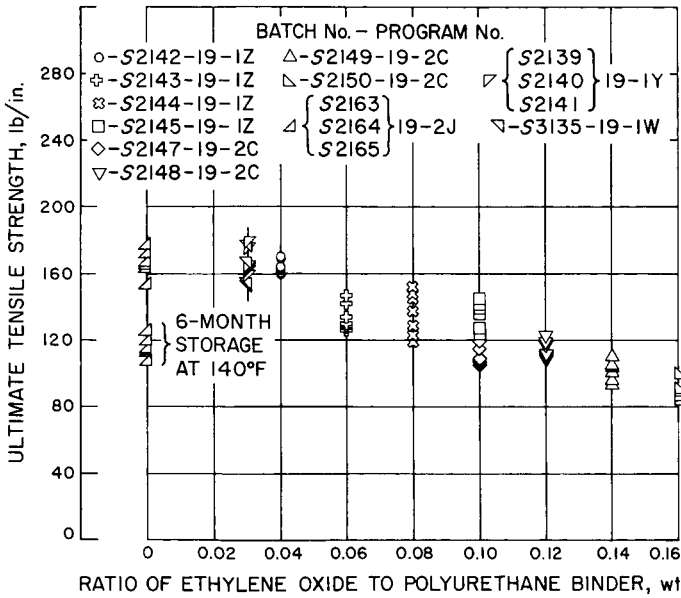 BATCH No. – PROGRAM No.
-S2142-19-1Z
-S2143-19-1Z
-S2144-19-1Z
-S2145-19-1Z
-S2147-19-2C
-S2148-19-2C
-S2149-19-2C
-S2150-19-2C
S2163
S2164 19-2J
S2165
S2139
S2140 19-1Y
S2141
-S3135-19-1W
ULTIMATE TENSILE STRENGTH, lb/in.
280
240
200
160
120
80
40
0
6-MONTH
STORAGE
AT 140°F
0 0.02 0.04 0.06 0.08 0.10 0.12 0.14 0.16
RATIO OF ETHYLENE OXIDE TO POLYURETHANE BINDER, wt